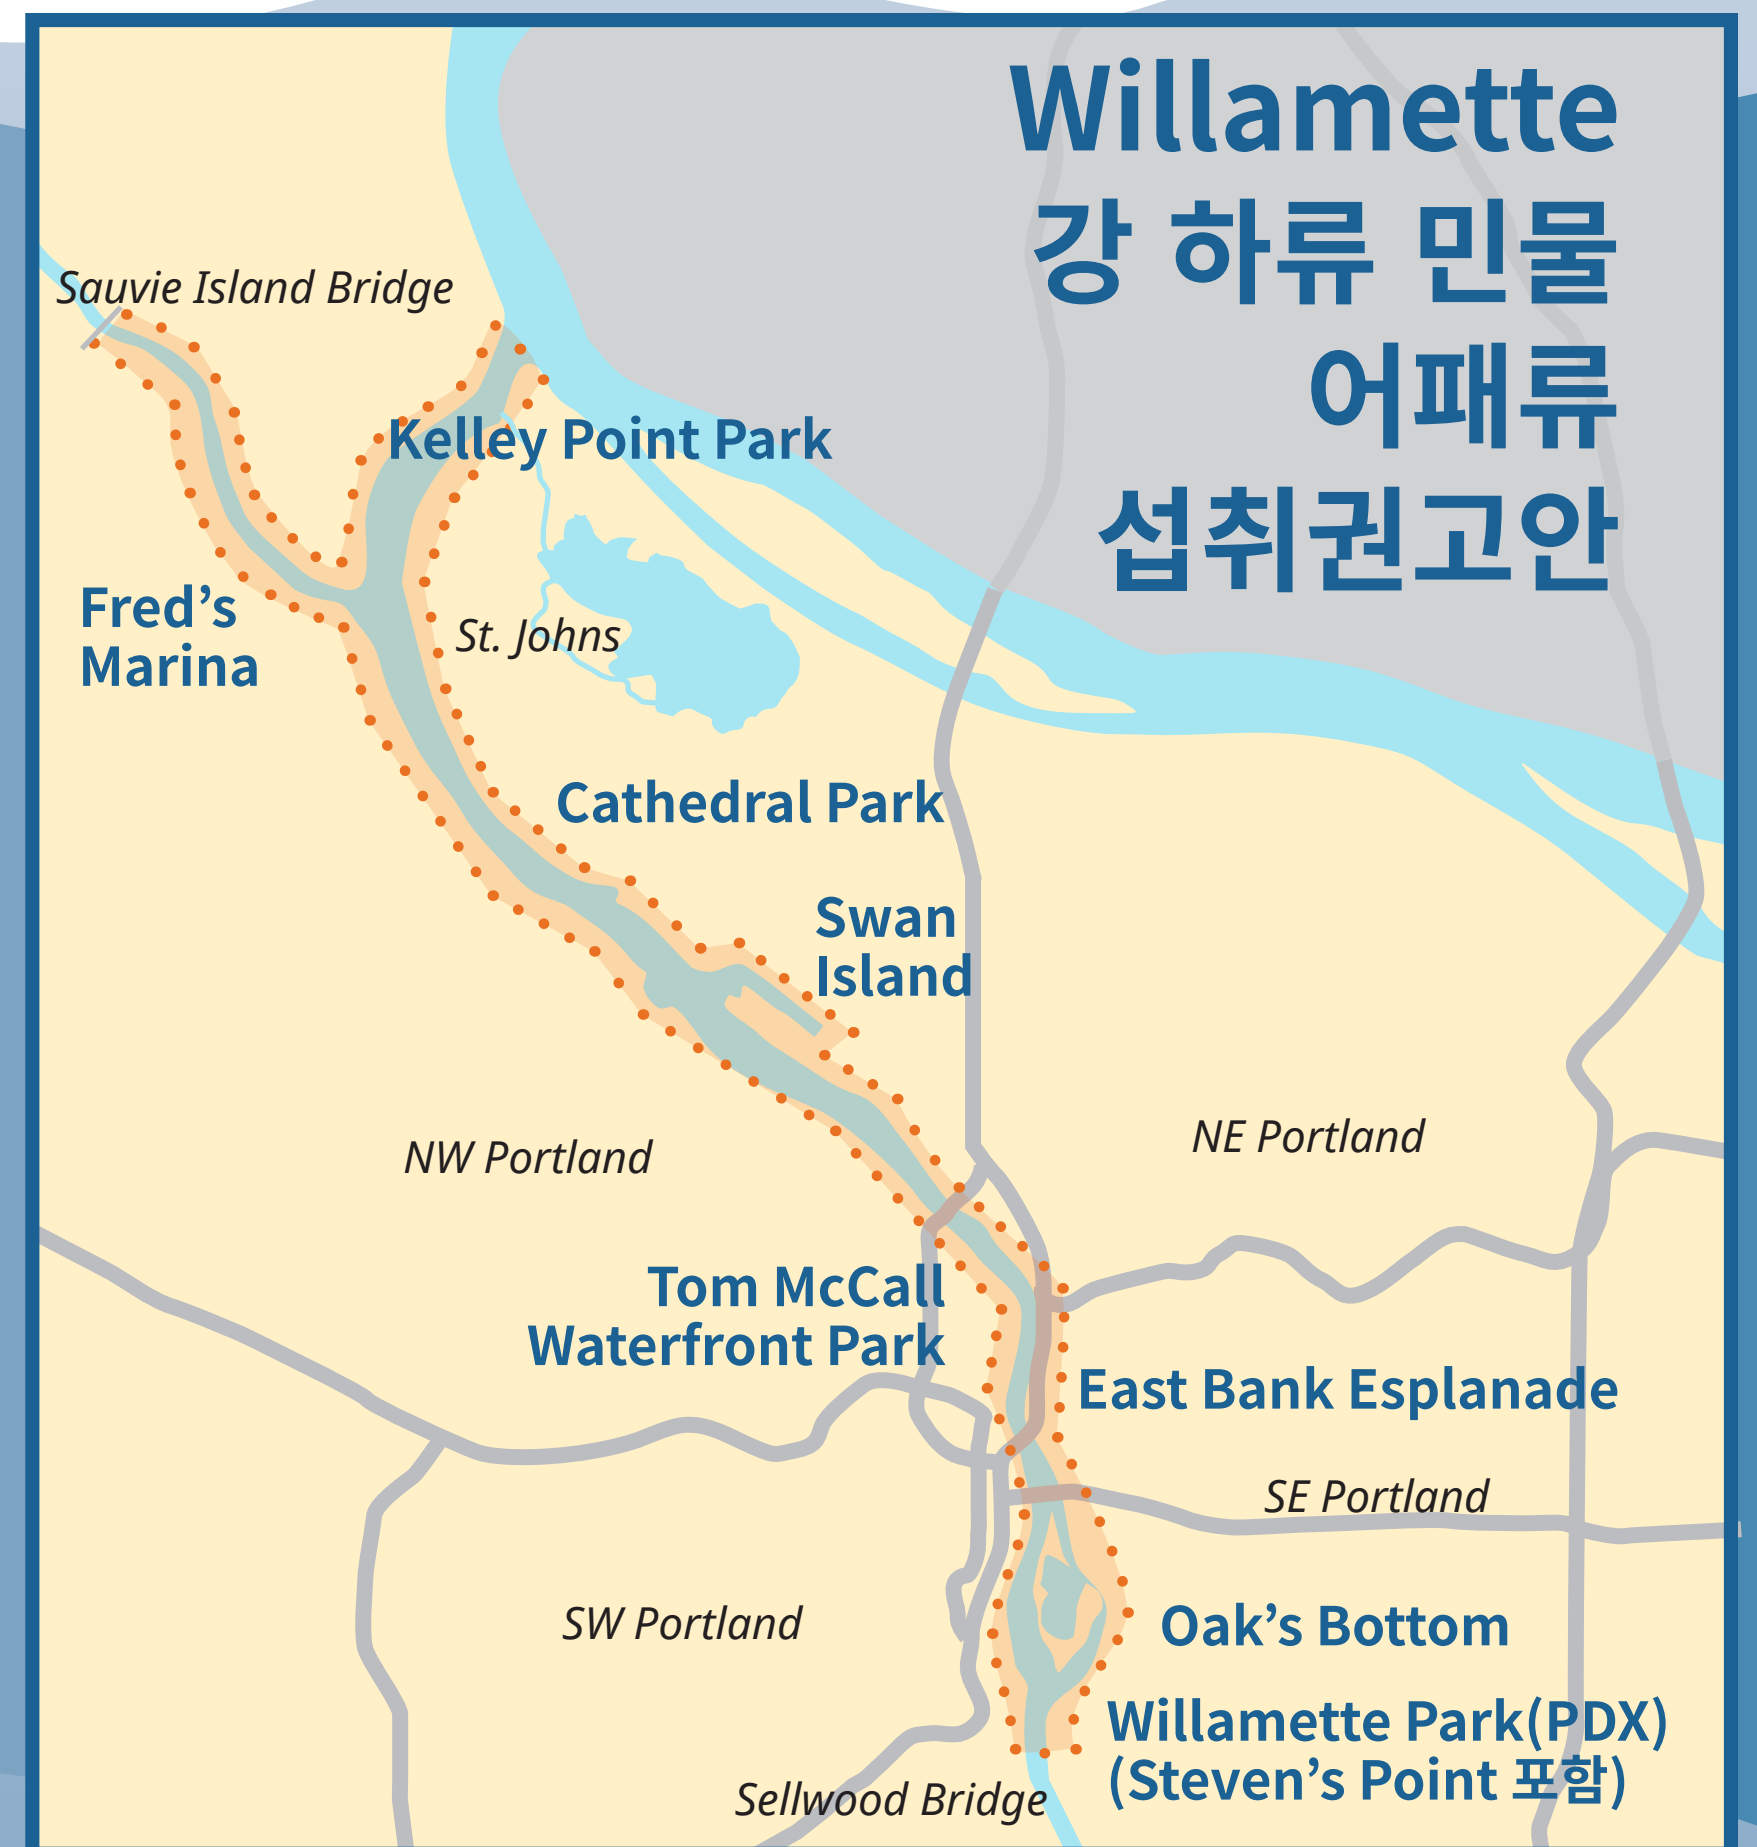 Willamette
강 하류 민물
어패류
섭취권고안
Sauvie Island Bridge
Kelley Point Park
Fred’s
Marina
St. Johns
Cathedral Park
Swan
Island
NE Portland
NW Portland
Tom McCall
Waterfront Park
East Bank Esplanade
SE Portland
SW Portland
Oak’s Bottom
Willamette Park(PDX)
(Steven’s Point 포함)
Sellwood Bridge